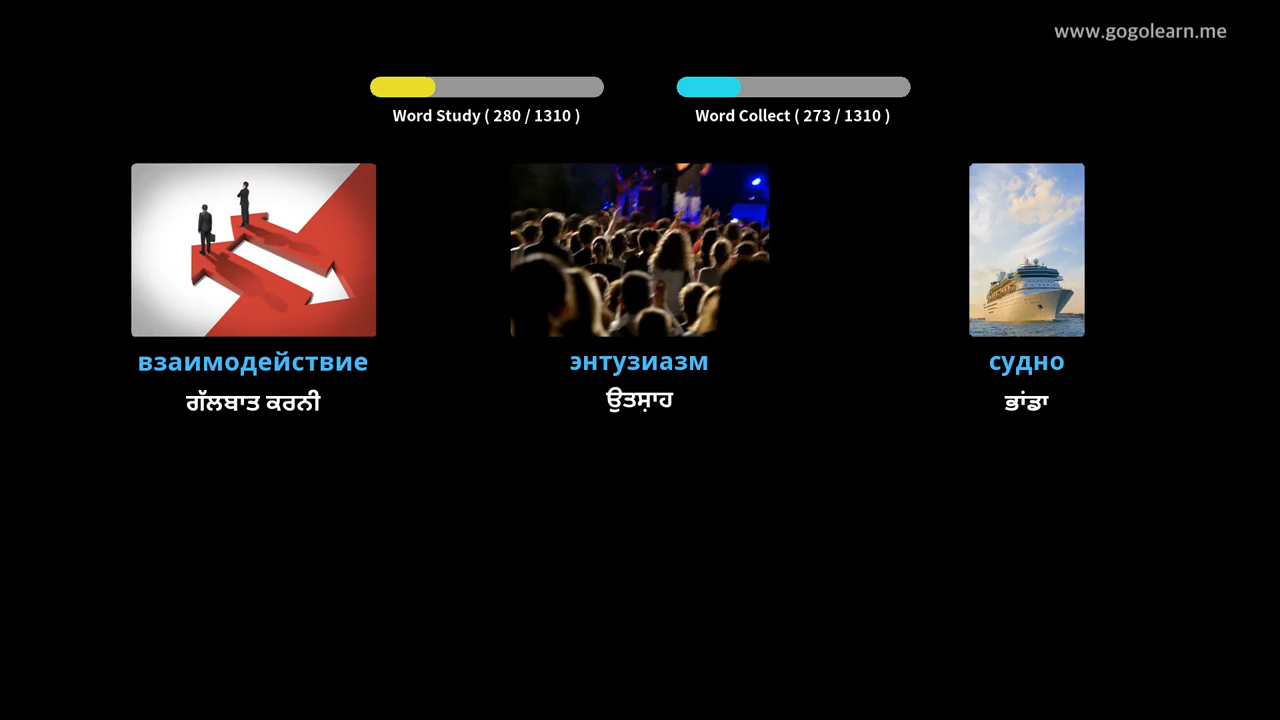 www.gogolearn.me
Word Study ( 280 / 1310 )
Word Collect ( 273 / 1310 )
взаимодействие
ਗੱਲਬਾਤ ਕਰਨੀ
энтузиазм
ਉਤਸ਼ਾਹ
судно
ਭਾਂਡਾ